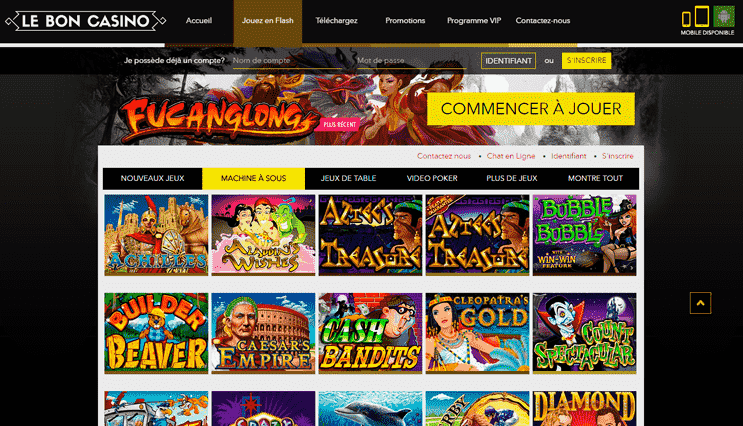 LE BON CASINO
Accueil Jouez en Flash Téléchargez Promotions Programme VIP Contactez-nous
MOBILE DISPONIBLE
Je possède déjà un compte? Nom de compte Mot de passe IDENTIFIANT ou S'INSCRIRE
FUCANGLONG
PLUS RÉCENT
COMMENCER À JOUER
Contactez nous • Chat en Ligne • Identifiant • S'inscrire
NOUVEAUX JEUX MACHINE À SOUS JEUX DE TABLE VIDEO POKER PLUS DE JEUX MONTRE TOUT
ACHILLES
WISHES
AZTEC'S
TREASURE
AZTEC'S
TREASURE
BUBBLE
BUBBLE
WITH
WIN-WIN
FEATURE
BUILDER
BEAVER
CAESAR'S
EMPIRE
CASH
BANDITS
CLEOPATRA'S
GOLD
COUNT
SPECTACULAR
CRAZY
DERBY
DIAMOND